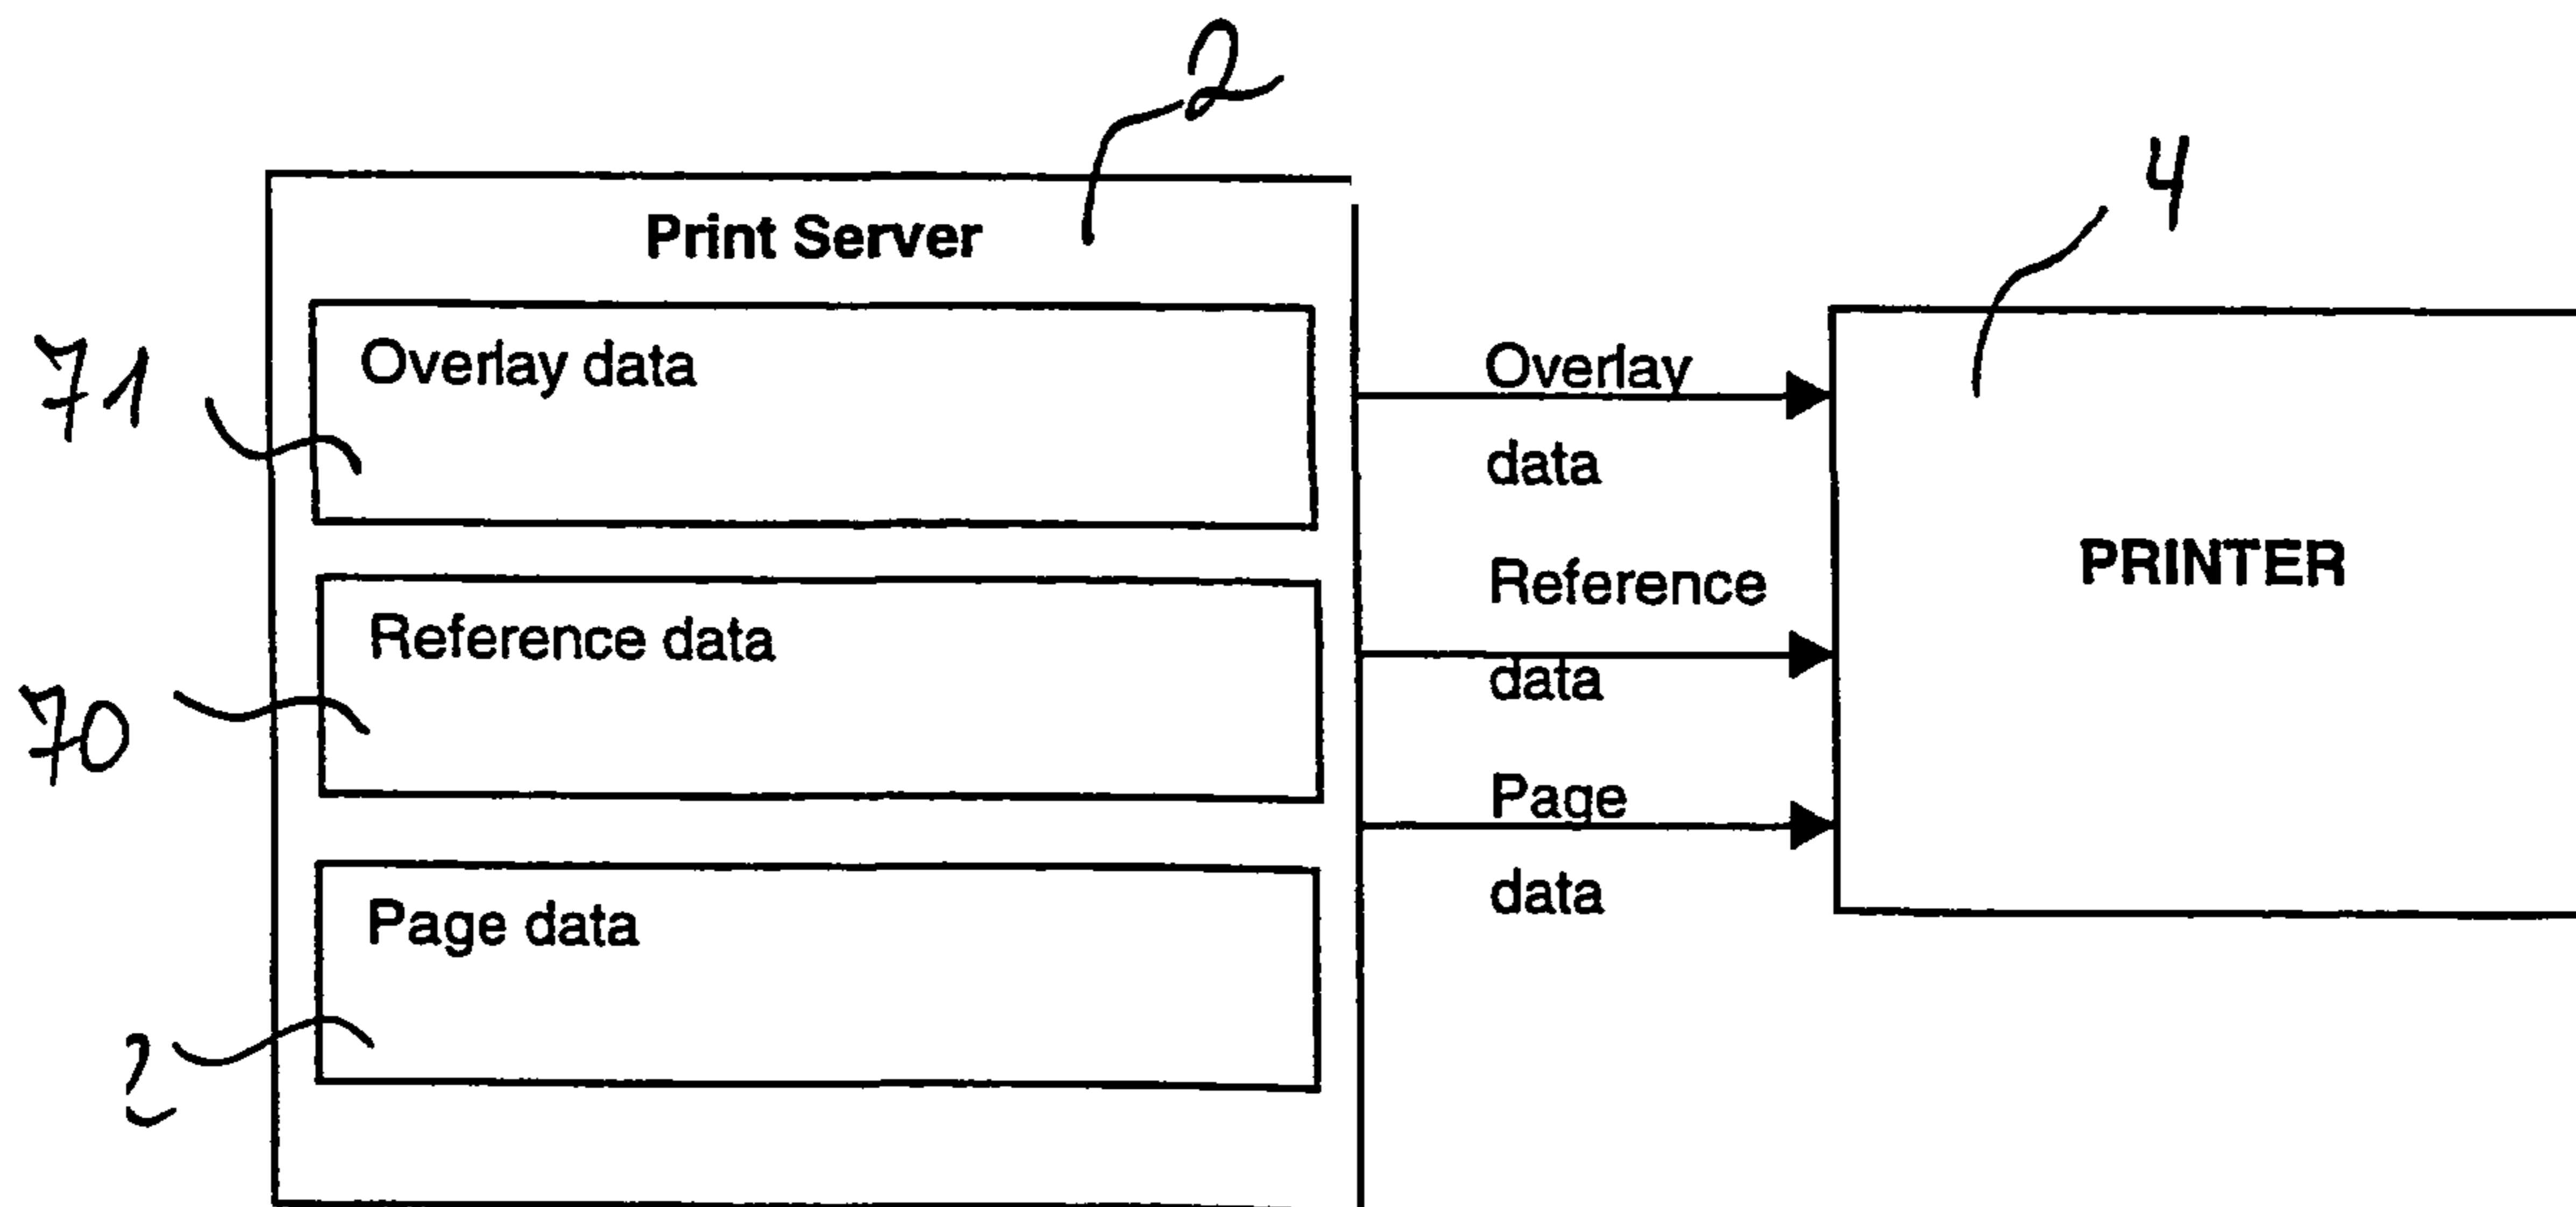 2
Print Server
4
71
Overlay data
Overlay
data
PRINTER
Reference
data
70
Reference data
Page
data
Page data